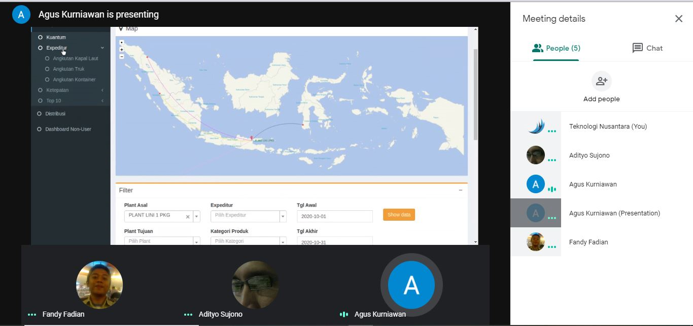 A
Agus Kurniawan is presenting
Kuantum
Expeditur
Angkutan Kapal Laut
Angkutan Truk
Angkutan Kontainer
Ketepatan
Top 10
Distribusi
Dashboard Non-User
Map
Filter
Plant Asal
Expeditur
Tgl Awal
PLANT LINI 1 PKG
Pilih Expeditur
2020-10-01
Show data
Plant Tujuan
Kategori Produk
Tgl Akhir
Pilih Plant
Pilih Kategori
2020-10-31
A
Fandy Fadian
Adityo Sujono
Agus Kurniawan
Meeting details
People (5)
Chat
Add people
Teknologi Nusantara (You)
Adityo Sujono
A
Agus Kurniawan
A
Agus Kurniawan (Presentation)
Fandy Fadian